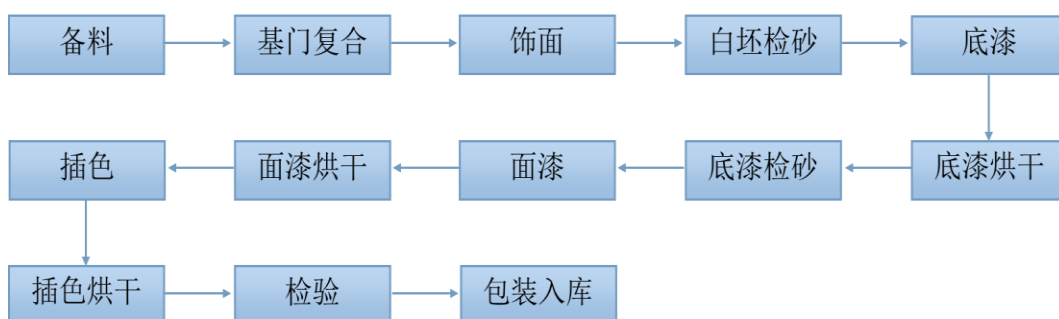 备料
基门复合
饰面
白坯检砂
底漆
底漆烘干
底漆检砂
面漆
面漆烘干
插色
插色烘干
检验
包装入库